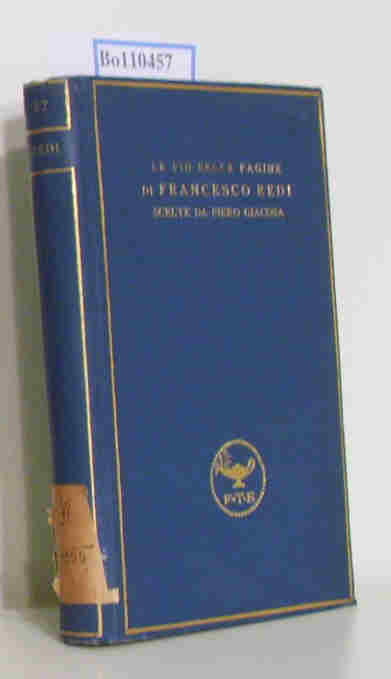 Bo110457
LE PIÙ BELLE PAGINE
DI FRANCESCO REDI
SCELTE DA PIERO GIACOSA
REDI
F•T•E